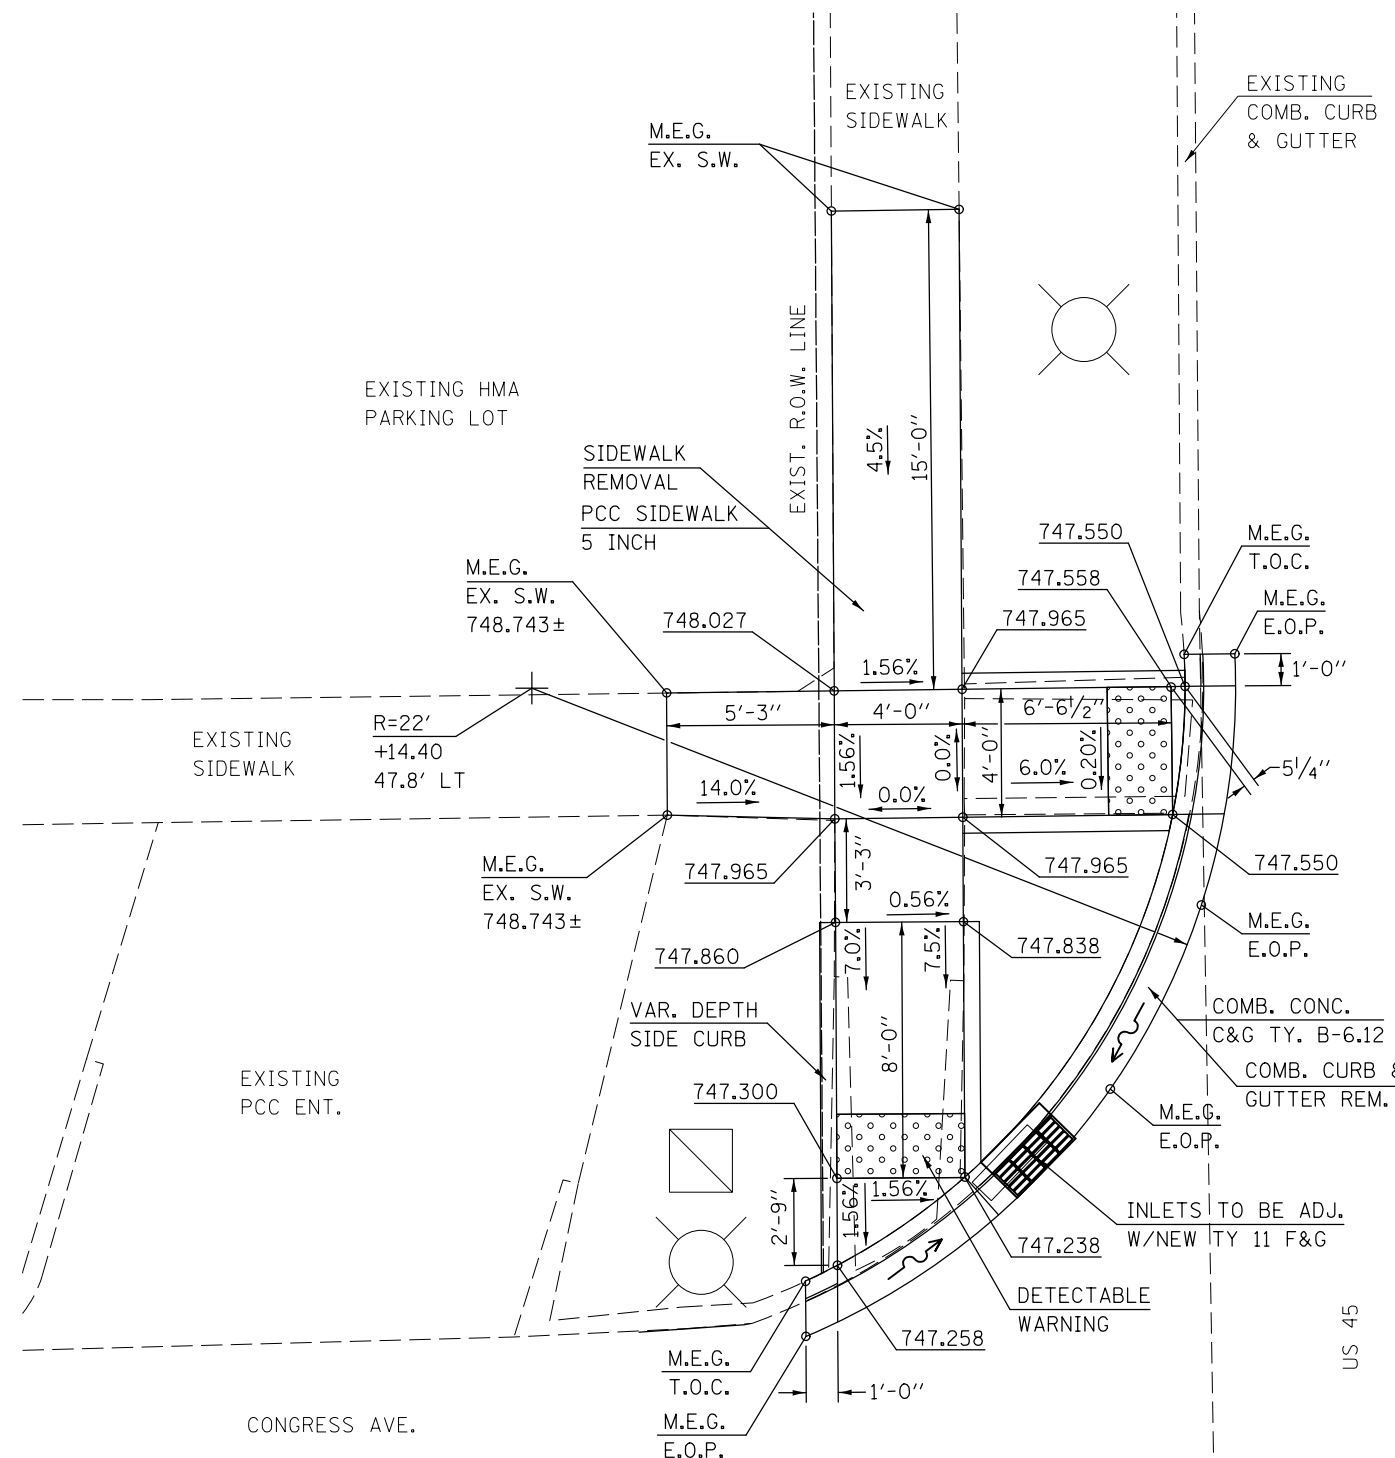 EXISTING
SIDEWALK
EXISTING
COMB. CURB
& GUTTER
M.E.G.
EX. S.W.
EXIST. R.O.W. LINE
EXISTING HMA
PARKING LOT
4.5%
15'-0"
SIDEWALK
REMOVAL
PCC SIDEWALK
5 INCH
747.550
747.558
M.E.G.
T.O.C.
M.E.G.
E.O.P.
M.E.G.
EX. S.W.
748.743±
748.027
747.965
1.56%
1'-0"
5'-3"
4'-0"
6'-6 1/2"
R=22'
+14.40
47.8' LT
EXISTING
SIDEWALK
1.56%
0.0%
4'-0"
6.0%
0.20%
5 1/4"
14.0%
0.0%
M.E.G.
EX. S.W.
748.743±
747.965
3'-3"
747.965
747.550
0.56%
M.E.G.
E.O.P.
747.860
7.0%
7.5%
747.838
VAR. DEPTH
SIDE CURB
8'-0"
COMB. CONC.
C&G TY. B-6.12
COMB. CURB &
GUTTER REM.
EXISTING
PCC ENT.
747.300
M.E.G.
E.O.P.
2'-9"
1.56%
1.56%
INLETS TO BE ADJ.
W/NEW TY 11 F&G
747.238
DETECTABLE
WARNING
747.258
US 45
M.E.G.
T.O.C.
1'-0"
M.E.G.
E.O.P.
CONGRESS AVE.